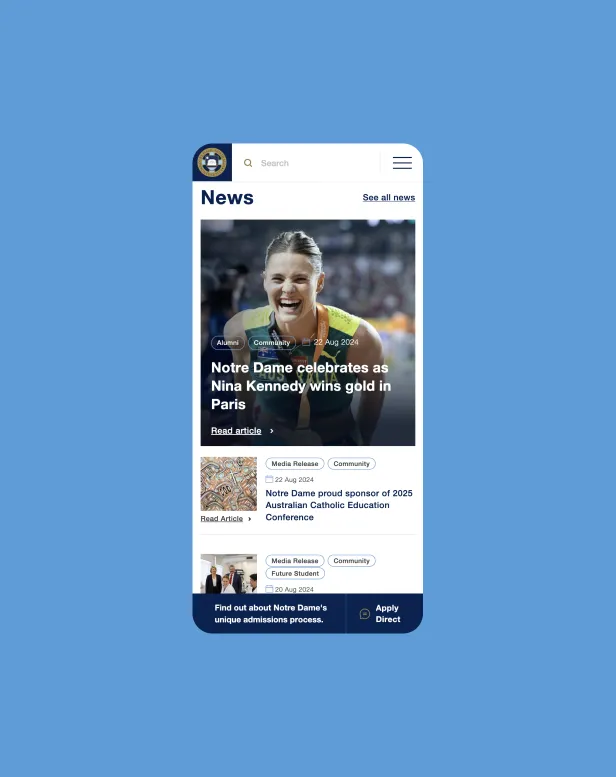 Search
News
See all news
Alumni
Community
22 Aug 2024
Notre Dame celebrates as
Nina Kennedy wins gold in
Paris
Read article
Media Release
Community
22 Aug 2024
Notre Dame proud sponsor of 2025
Australian Catholic Education
Conference
Read Article
Media Release
Community
Future Student
20 Aug 2024
Find out about Notre Dame's
unique admissions process.
Apply
Direct